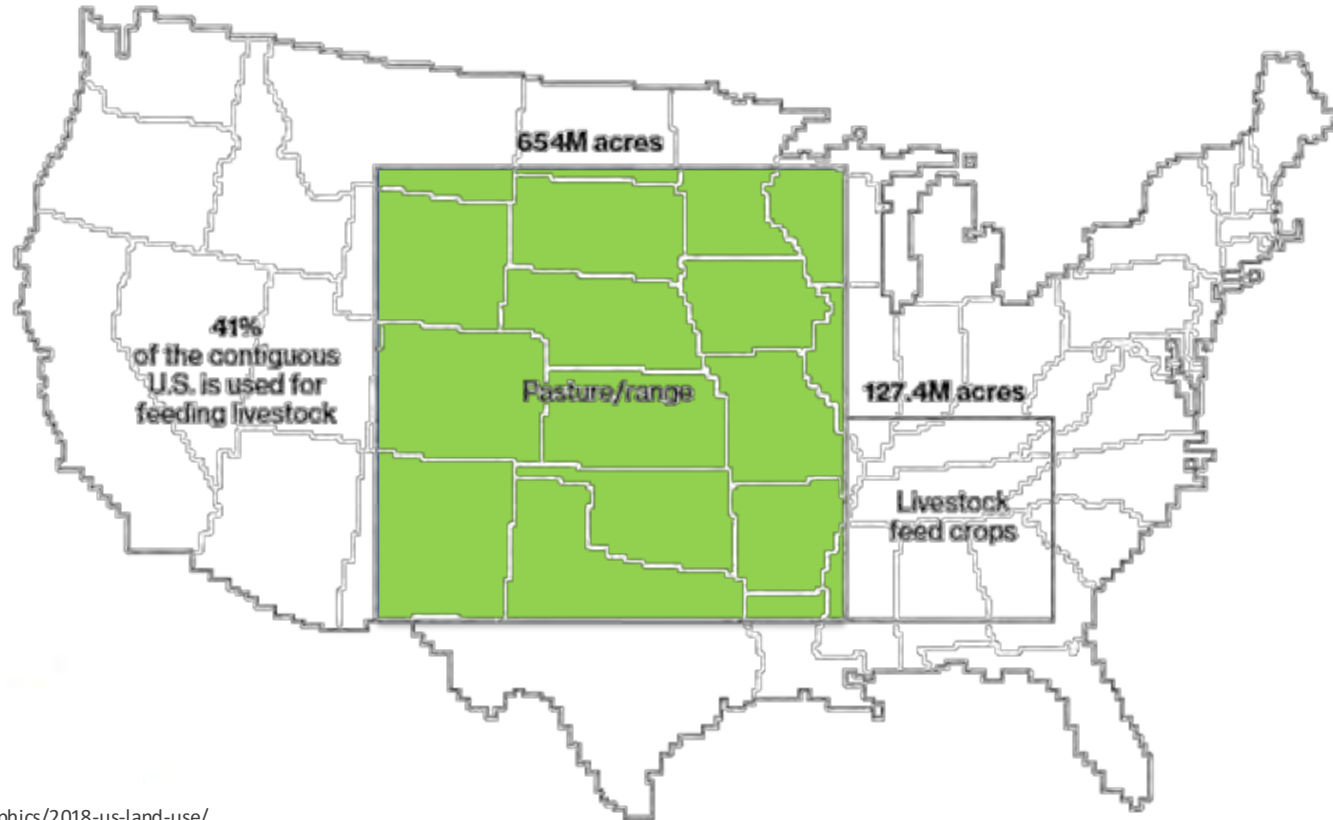 654M acres
41%
of the contiguous
U.S. is used for
feeding livestock
Pasture/range
127.4M acres
Livestock
feed crops
phics/2018-us-land-use/